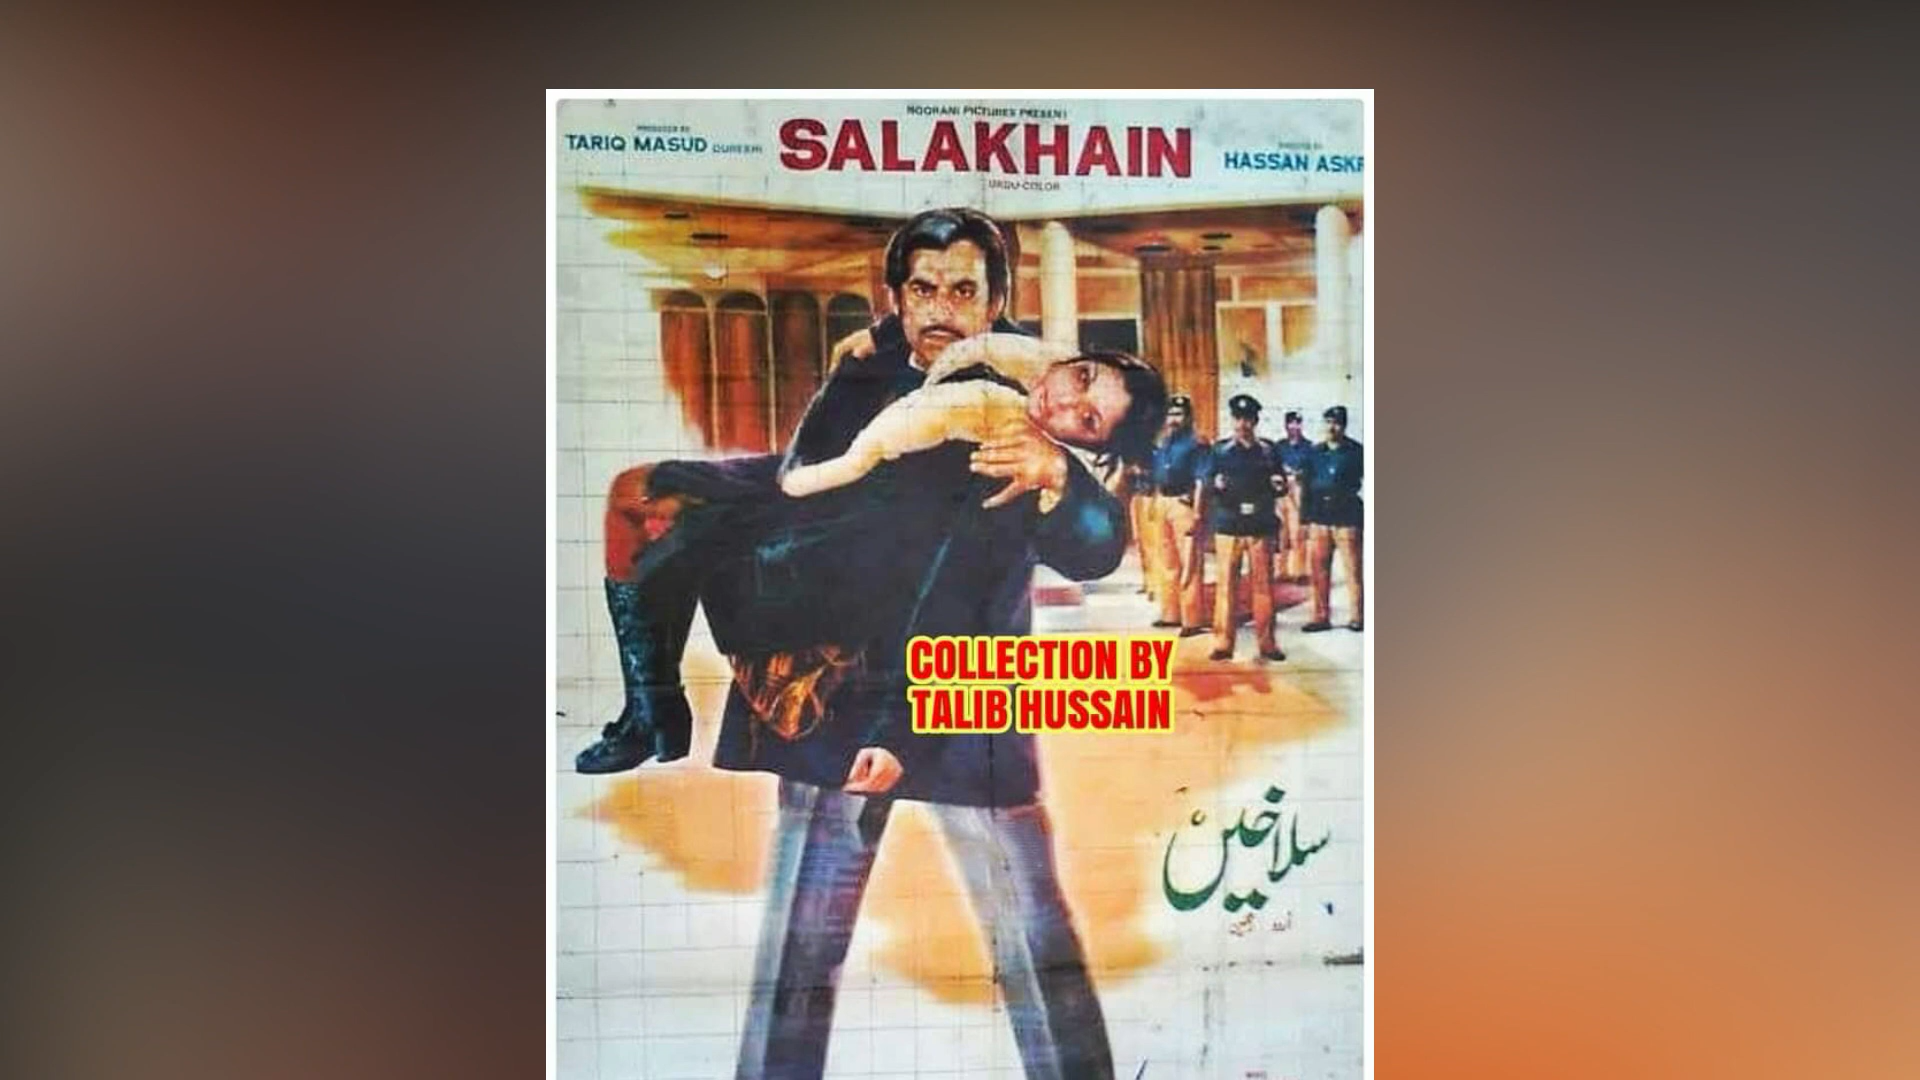 NOORANI PICTURES PRESENT
PRODUCED BY
TARIQ MASUD QURESHI
SALAKHAIN
DIRECTED BY
HASSAN ASKR
URDU-COLOR
COLLECTION BY
TALIB HUSSAIN
سلاخیں
اردو